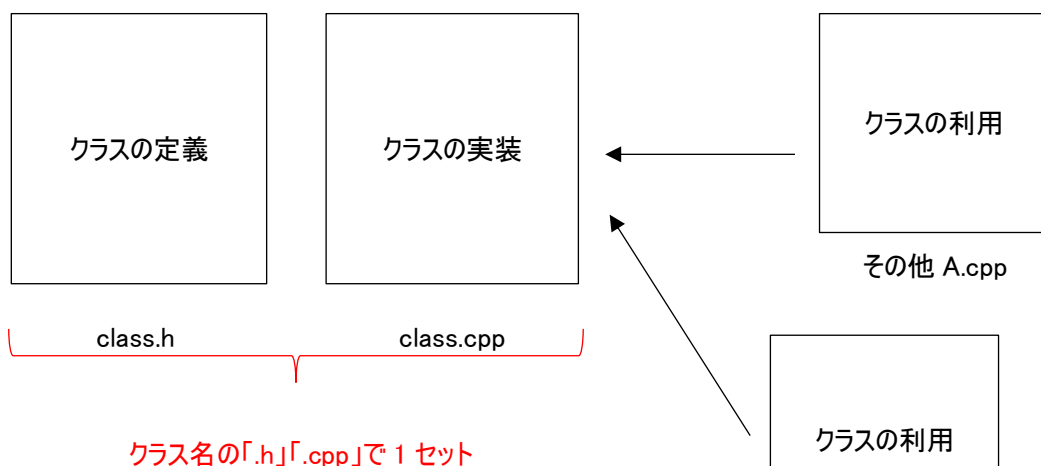 クラスの定義
クラスの実装
クラスの利用
その他 A.cpp
class.h
class.cpp
クラス名の「.h」「.cpp」で 1 セット
クラスの利用